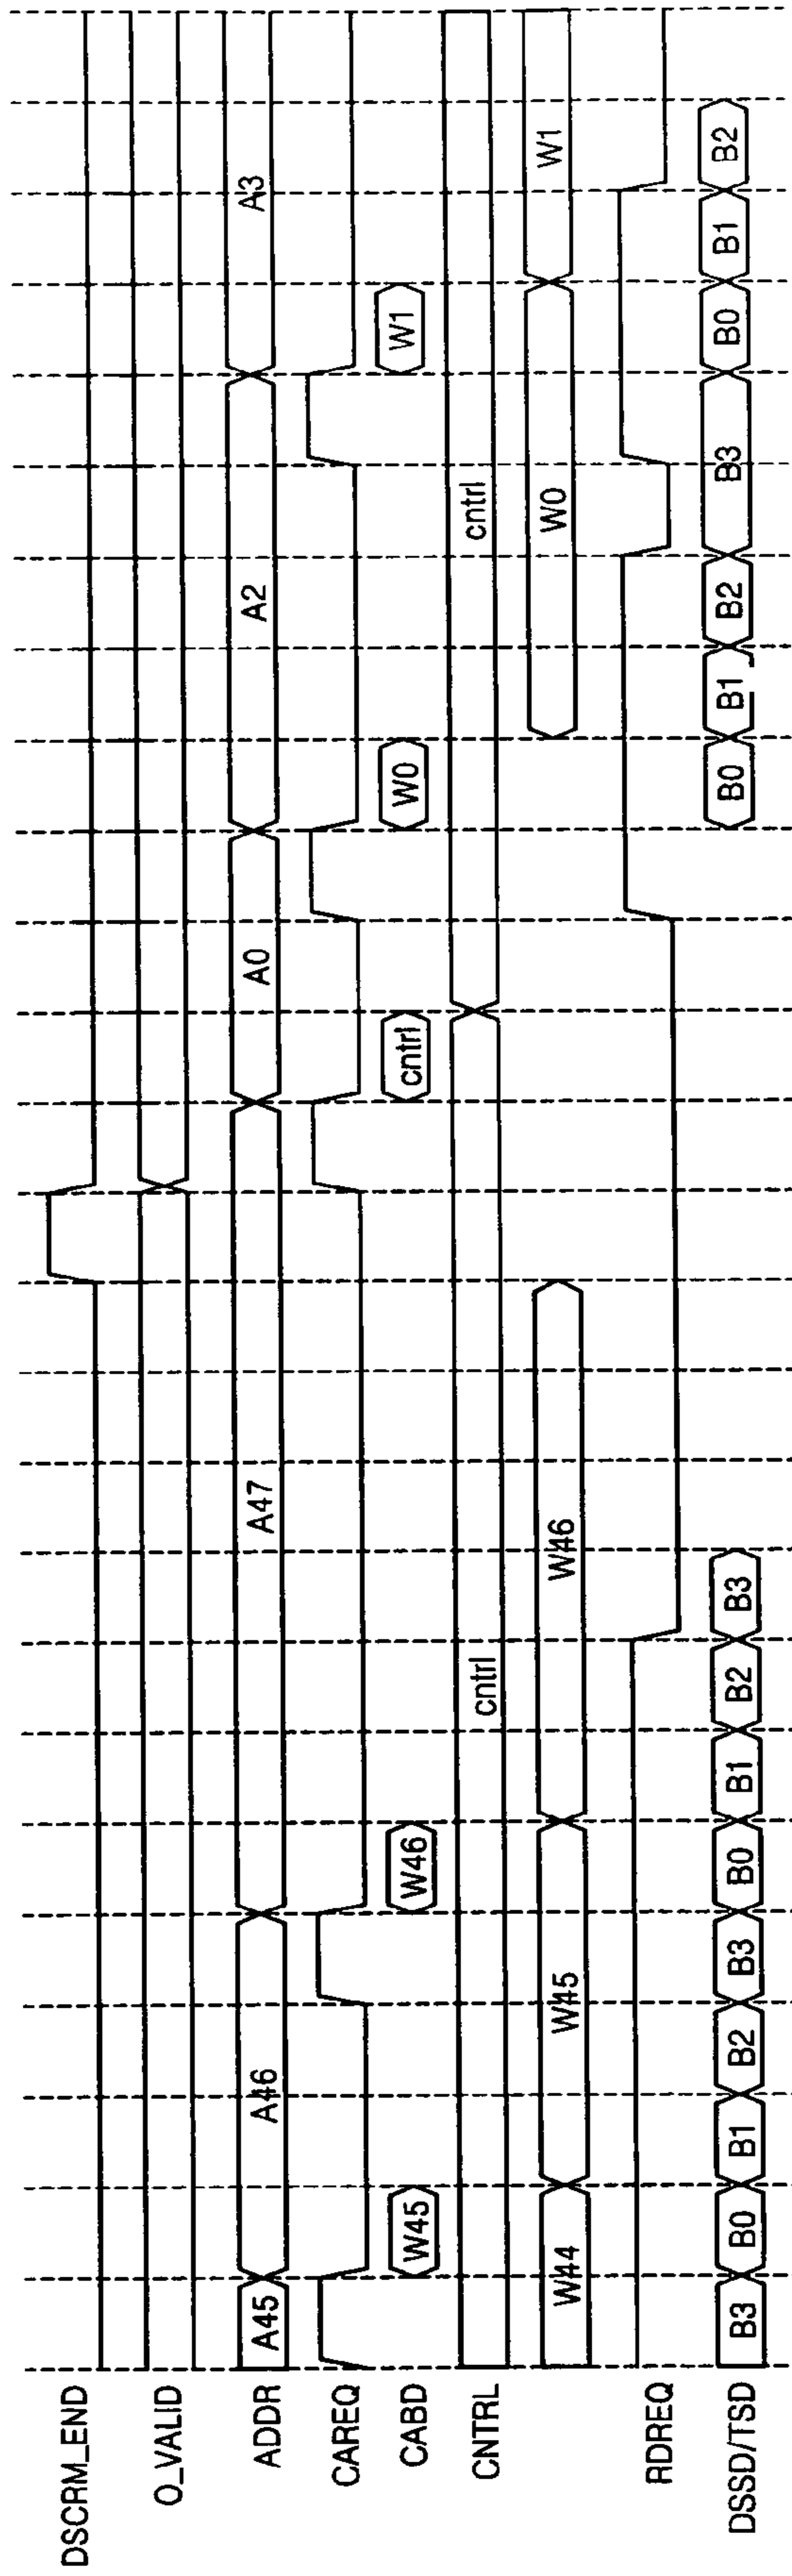 DSCRM_END
O_VALID
ADDR A45 A46 A47 A0 A2 A3
CAREQ
CABD W45 W46 cntrl W0 W1
CNTRL cntrl cntrl
W44 W45 W46 W0 W1
RDREQ
DSSD/TSD B3 B0 B1 B2 B3 B0 B1 B2 B3 B0 B1 B2 B3 B0 B1 B2